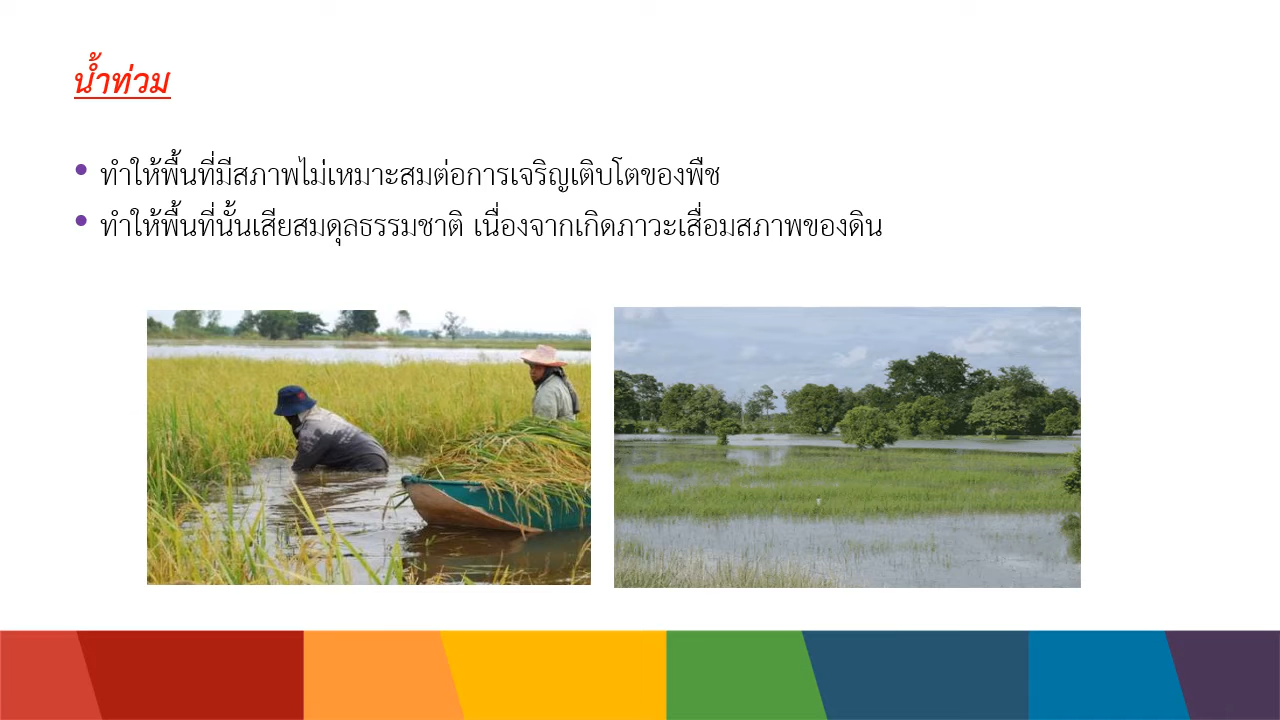 น้ำท่วม
• ทำให้พื้นที่มีสภาพไม่เหมาะสมต่อการเจริญเติบโตของพืช
• ทำให้พื้นที่นั้นเสียสมดุลธรรมชาติ เนื่องจากเกิดภาวะเสื่อมสภาพของดิน